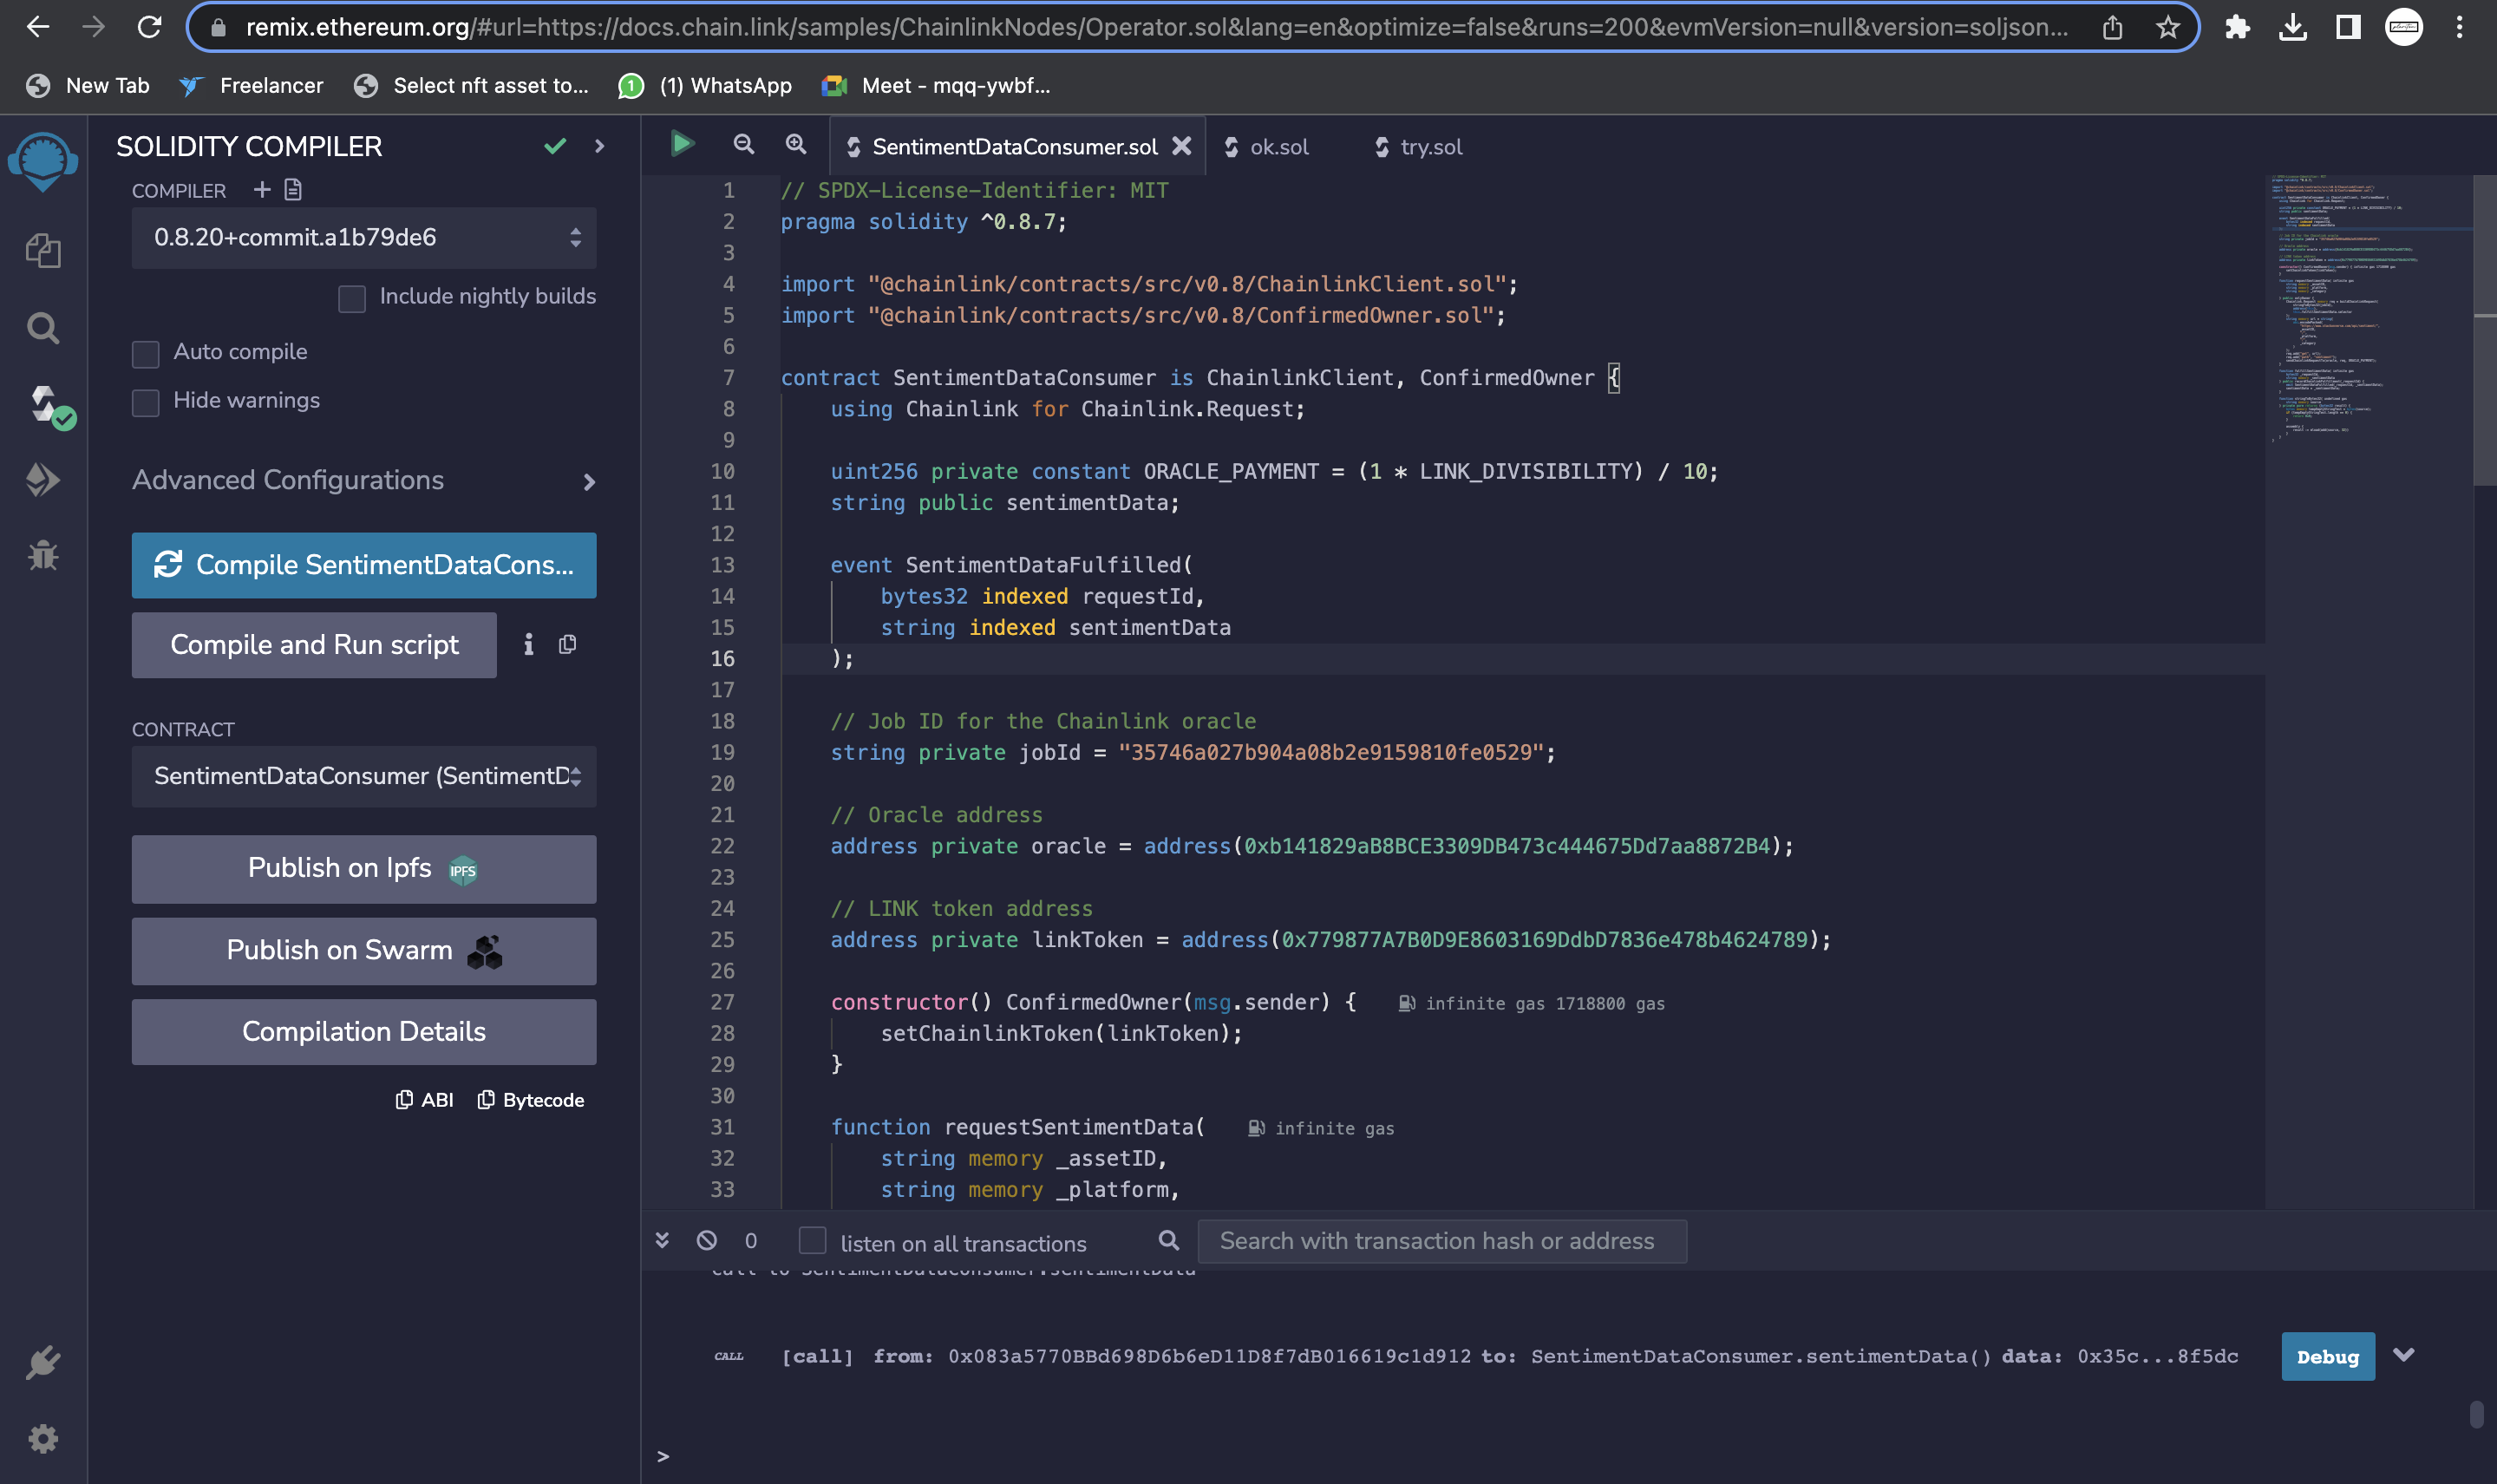 remix.ethereum.org/#url=https://docs.chain.link/samples/ChainlinkNodes/Operator.sol&lang=en&optimize=false&runs=200&evmVersion=null&version=soljson...
New Tab Freelancer Select nft asset to... (1) WhatsApp Meet - mqq-ywbf...
SOLIDITY COMPILER
COMPILER
0.8.20+commit.a1b79de6
Include nightly builds
Auto compile
Hide warnings
Advanced Configurations
Compile SentimentDataCons...
Compile and Run script
CONTRACT
SentimentDataConsumer (SentimentD
Publish on Ipfs IPFS
Publish on Swarm
Compilation Details
ABI Bytecode
SentimentDataConsumer.sol ok.sol try.sol
1 // SPDX-License-Identifier: MIT
2 pragma solidity ^0.8.7;
3
4 import "@chainlink/contracts/src/v0.8/ChainlinkClient.sol";
5 import "@chainlink/contracts/src/v0.8/ConfirmedOwner.sol";
6
7 contract SentimentDataConsumer is ChainlinkClient, ConfirmedOwner {
8 using Chainlink for Chainlink.Request;
9
10 uint256 private constant ORACLE_PAYMENT = (1 * LINK_DIVISIBILITY) / 10;
11 string public sentimentData;
12
13 event SentimentDataFulfilled(
14 bytes32 indexed requestId,
15 string indexed sentimentData
16 );
17
18 // Job ID for the Chainlink oracle
19 string private jobId = "35746a027b904a08b2e9159810fe0529";
20
21 // Oracle address
22 address private oracle = address(0xb141829aB8BCE3309DB473c444675Dd7aa8872B4);
23
24 // LINK token address
25 address private linkToken = address(0x779877A7B0D9E8603169DdbD7836e478b4624789);
26
27 constructor() ConfirmedOwner(msg.sender) { infinite gas 1718800 gas
28 setChainlinkToken(linkToken);
29 }
30
31 function requestSentimentData( infinite gas
32 string memory _assetID,
33 string memory _platform,
0 listen on all transactions Search with transaction hash or address
call to SentimentDataConsumer.sentimentData
CALL [call] from: 0x083a5770BBd698D6b6eD11D8f7dB016619c1d912 to: SentimentDataConsumer.sentimentData() data: 0x35c...8f5dc Debug
>